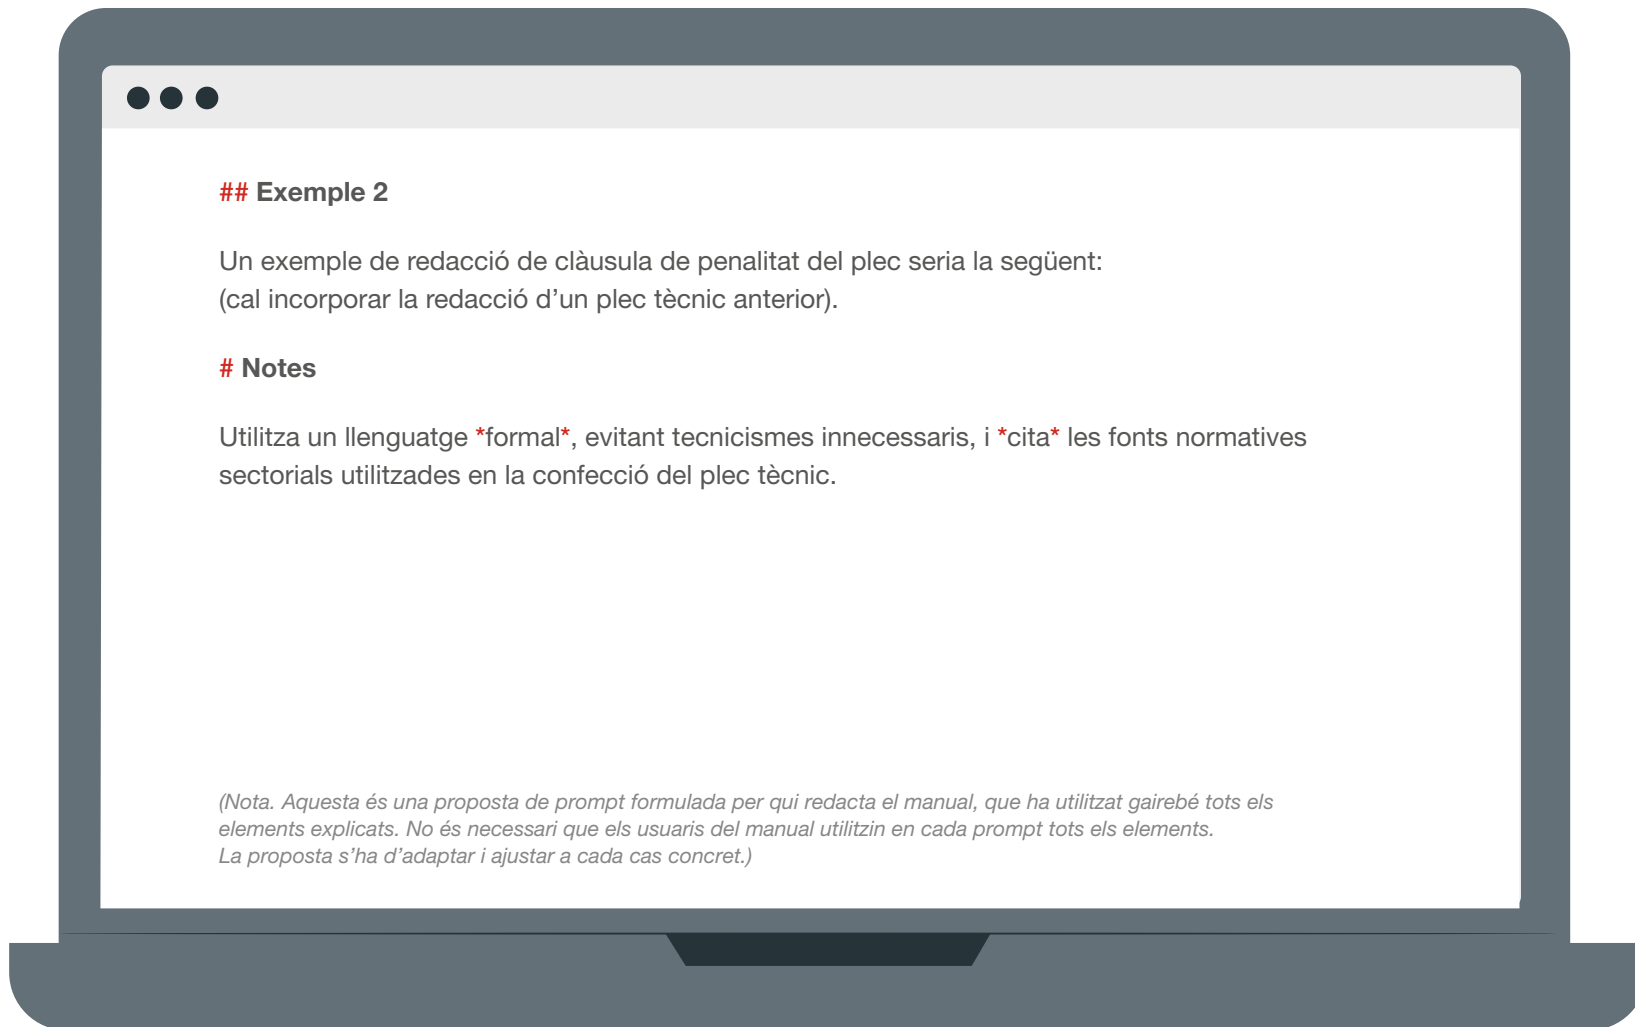 ## Exemple 2
Un exemple de redacció de clàusula de penalitat del plec seria la següent:
(cal incorporar la redacció d’un plec tècnic anterior).
# Notes
Utilitza un llenguatge *formal*, evitant tecnicismes innecessaris, i *cita* les fonts normatives
sectorials utilitzades en la confecció del plec tècnic.
(Nota. Aquesta és una proposta de prompt formulada per qui redacta el manual, que ha utilitzat gairebé tots els
elements explicats. No és necessari que els usuaris del manual utilitzin en cada prompt tots els elements.
La proposta s’ha d’adaptar i ajustar a cada cas concret.)